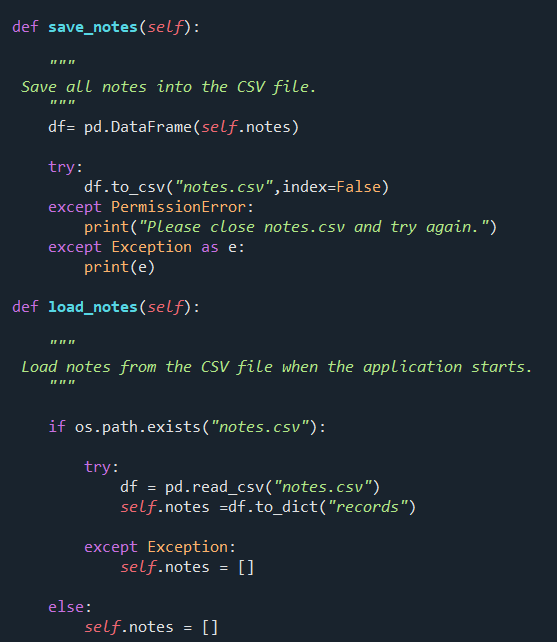 def save_notes(self):
"""
Save all notes into the CSV file.
"""
df= pd.DataFrame(self.notes)
try:
df.to_csv("notes.csv",index=False)
except PermissionError:
print("Please close notes.csv and try again.")
except Exception as e:
print(e)
def load_notes(self):
"""
Load notes from the CSV file when the application starts.
"""
if os.path.exists("notes.csv"):
try:
df = pd.read_csv("notes.csv")
self.notes =df.to_dict("records")
except Exception:
self.notes = []
else:
self.notes = []